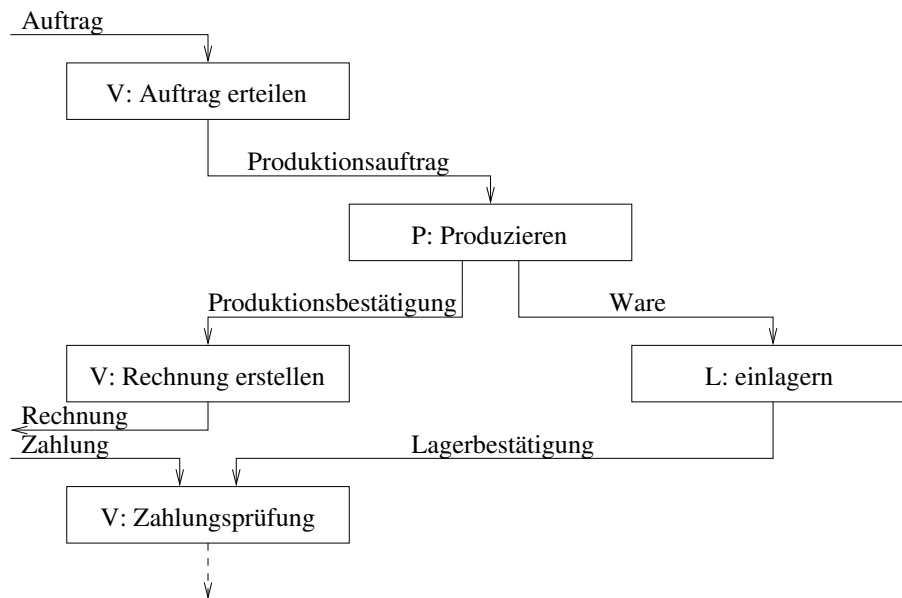 Auftrag
V: Auftrag erteilen
Produktionsauftrag
P: Produzieren
Produktionsbestätigung
Ware
V: Rechnung erstellen
L: einlagern
Rechnung
Zahlung
Lagerbestätigung
V: Zahlungsprüfung